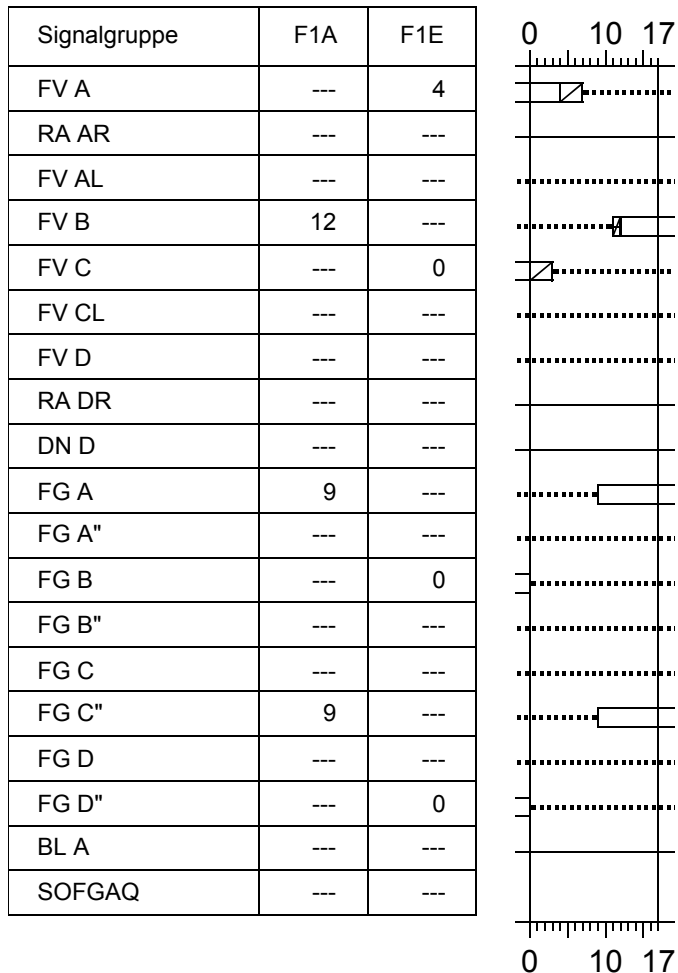 Signalgruppe F1A F1E 0 10 17
FV A --- 4
RA AR --- ---
FV AL --- ---
FV B 12 ---
FV C --- 0
FV CL --- ---
FV D --- ---
RA DR --- ---
DN D --- ---
FG A 9 ---
FG A" --- ---
FG B --- 0
FG B" --- ---
FG C --- ---
FG C" 9 ---
FG D --- ---
FG D" --- 0
BL A --- ---
SOFGAQ --- ---
0 10 17